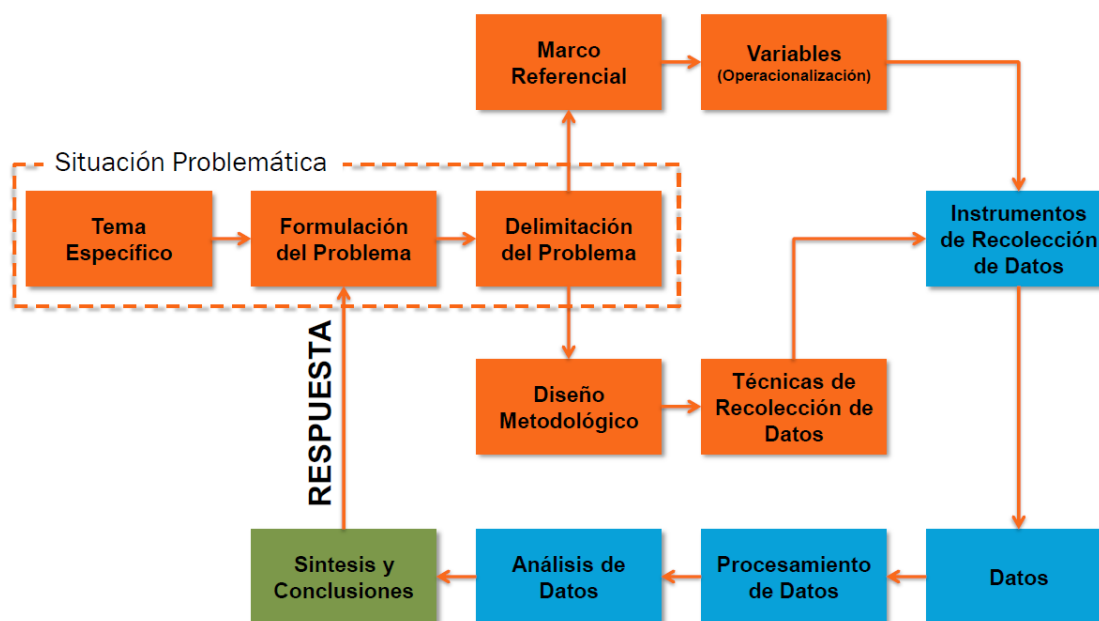 Marco
Referencial
Variables
(Operacionalización)
Situación Problemática
Tema
Específico
Formulación
del Problema
Delimitación
del Problema
Instrumentos
de Recolección
de Datos
RESPUESTA
Diseño
Metodológico
Técnicas de
Recolección de
Datos
Sintesis y
Conclusiones
Análisis de
Datos
Procesamiento
de Datos
Datos